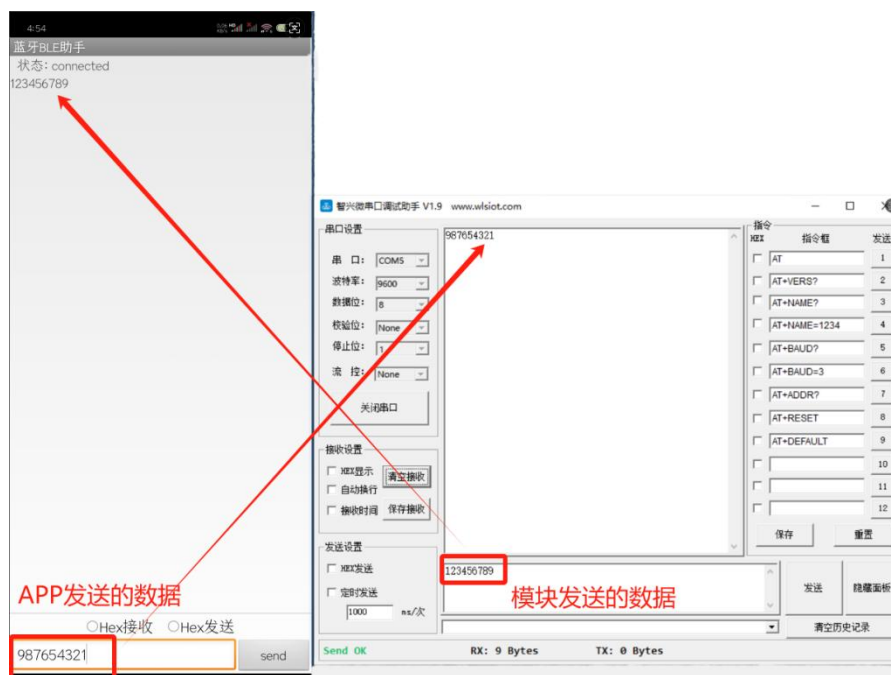 4:54
蓝牙BLE助手
状态: connected
123456789
APP发送的数据
Hex接收 Hex发送
987654321
send
智兴微串口调试助手 V1.9 www.wlsiot.com
串口设置
串 口: COM5
波特率: 9600
数据位: 8
校验位: None
停止位: 1
流 控: None
关闭串口
接收设置
HEX显示 清空接收
自动换行
接收时间 保存接收
发送设置
HEX发送
定时发送
1000 ms/次
987654321
123456789
模块发送的数据
指令
HEX 指令框 发送
AT 1
AT+VERS? 2
AT+NAME? 3
AT+NAME=1234 4
AT+BAUD? 5
AT+BAUD=3 6
AT+ADDR? 7
AT+RESET 8
AT+DEFAULT 9
10
11
12
保存 重置
发送 隐藏面板
清空历史记录
Send OK RX: 9 Bytes TX: 0 Bytes